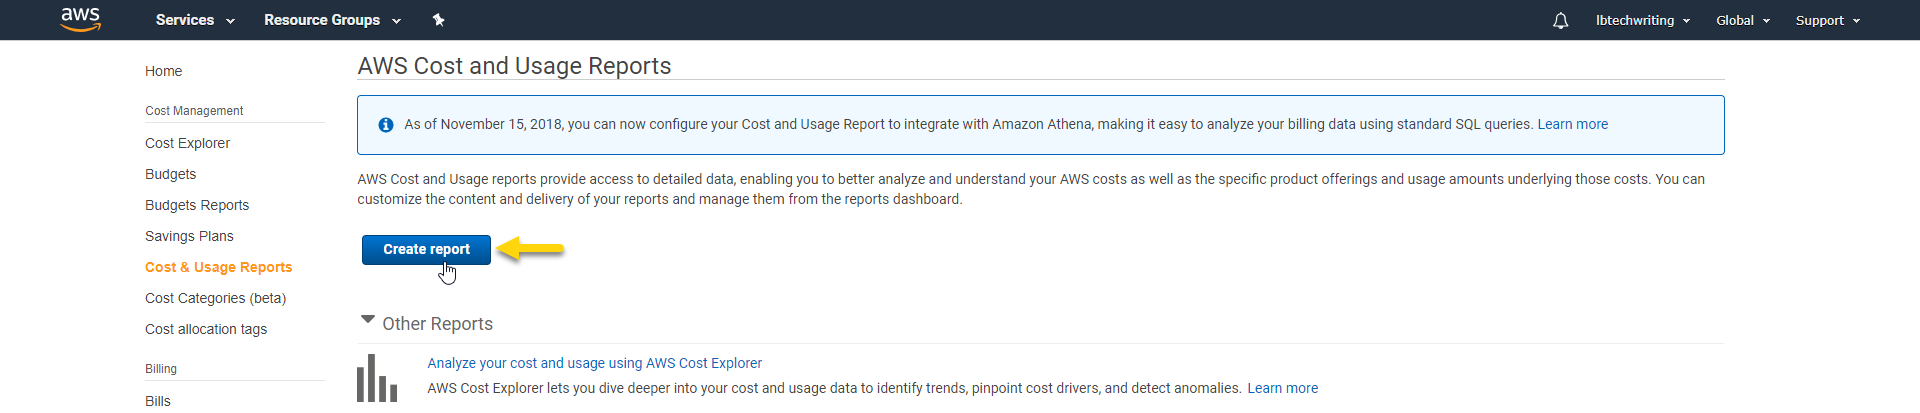 aws Services Resource Groups lbtechwriting Global Support
Home
Cost Management
Cost Explorer
Budgets
Budgets Reports
Savings Plans
Cost & Usage Reports
Cost Categories (beta)
Cost allocation tags
Billing
Bills
AWS Cost and Usage Reports
As of November 15, 2018, you can now configure your Cost and Usage Report to integrate with Amazon Athena, making it easy to analyze your billing data using standard SQL queries. Learn more
AWS Cost and Usage reports provide access to detailed data, enabling you to better analyze and understand your AWS costs as well as the specific product offerings and usage amounts underlying those costs. You can
customize the content and delivery of your reports and manage them from the reports dashboard.
Create report
Other Reports
Analyze your cost and usage using AWS Cost Explorer
AWS Cost Explorer lets you dive deeper into your cost and usage data to identify trends, pinpoint cost drivers, and detect anomalies. Learn more